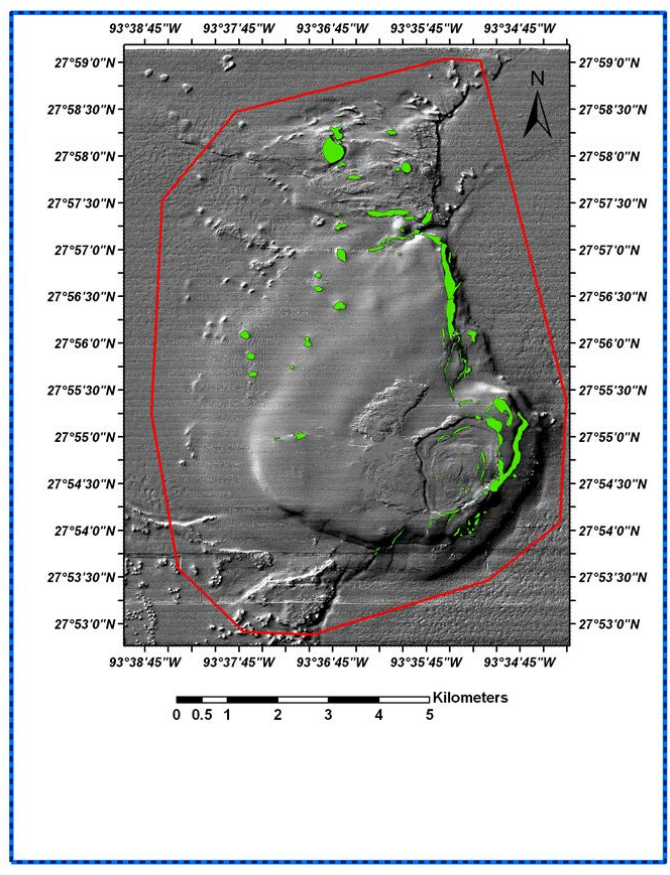 93°38'45"W 93°37'45"W 93°36'45"W 93°35'45"W 93°34'45"W
27°59'0"N 27°59'0"N
N
27°58'30"N 27°58'30"N
27°58'0"N 27°58'0"N
27°57'30"N 27°57'30"N
27°57'0"N 27°57'0"N
27°56'30"N 27°56'30"N
27°56'0"N 27°56'0"N
27°55'30"N 27°55'30"N
27°55'0"N 27°55'0"N
27°54'30"N 27°54'30"N
27°54'0"N 27°54'0"N
27°53'30"N 27°53'30"N
27°53'0"N 27°53'0"N
93°38'45"W 93°37'45"W 93°36'45"W 93°35'45"W 93°34'45"W
Kilometers
0 0.5 1 2 3 4 5